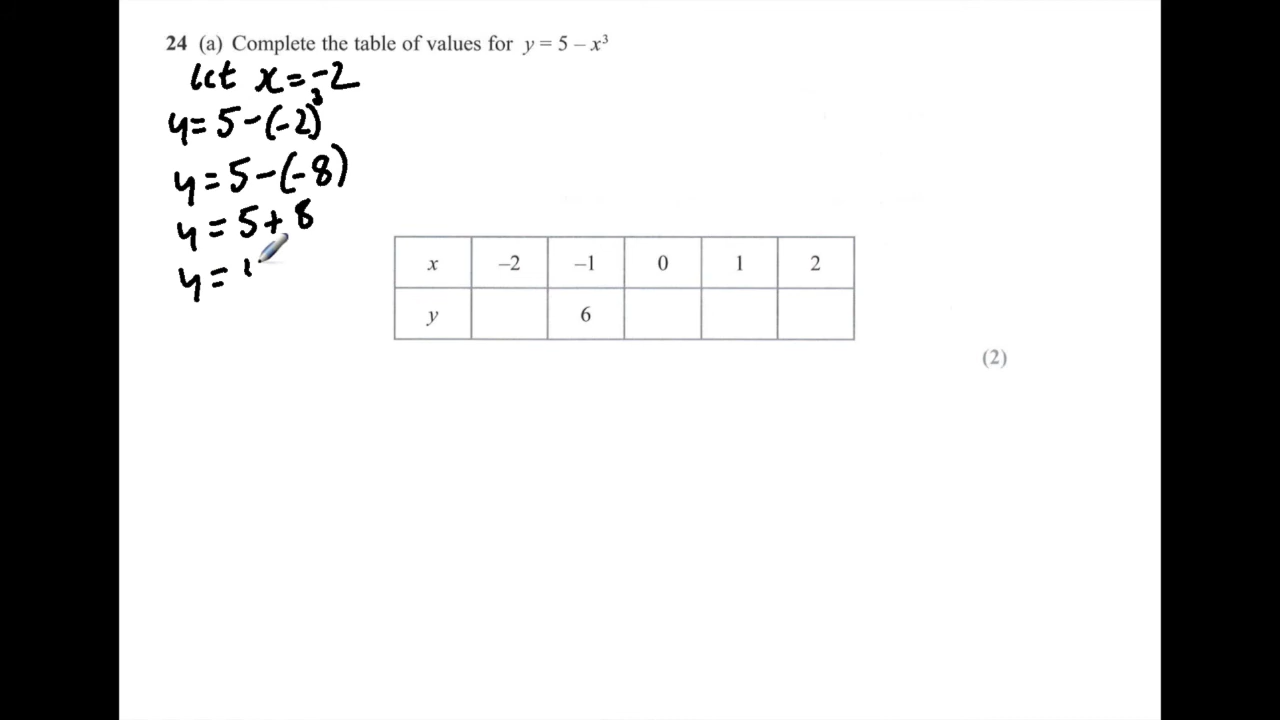 24 (a) Complete the table of values for y = 5 – x³
let x = -2
y = 5 - (-2)³
y = 5 - (-8)
y = 5 + 8
y = 1
x –2 –1 0 1 2
y 6
(2)